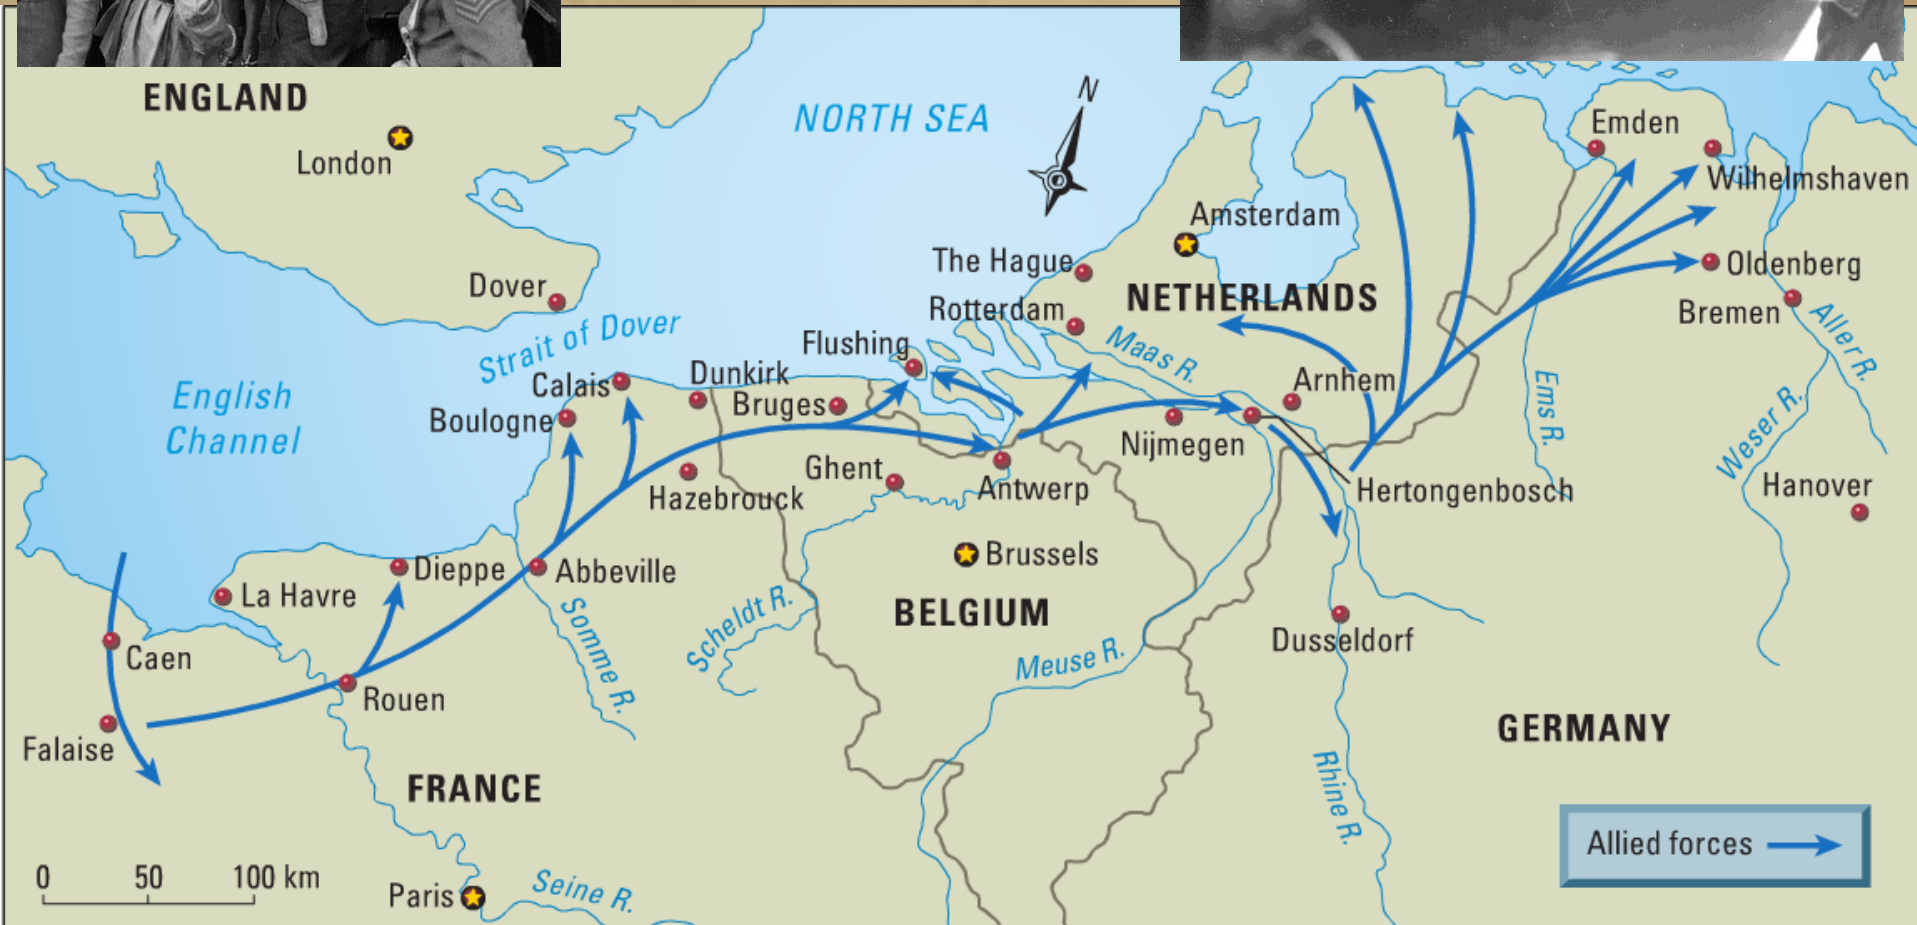 ENGLAND
London
NORTH SEA
N
Emden
Wilhelmshaven
Amsterdam
The Hague
Oldenberg
Dover
NETHERLANDS
Rotterdam
Bremen
Aller R.
Strait of Dover
Flushing
Maas R.
Calais
Dunkirk
Arnhem
English
Channel
Boulogne
Bruges
Ems R.
Weser R.
Nijmegen
Ghent
Hazebrouck
Antwerp
Hertongenbosch
Hanover
Dieppe
Abbeville
Brussels
La Havre
BELGIUM
Scheldt R.
Somme R.
Dusseldorf
Caen
Meuse R.
Rouen
Falaise
GERMANY
FRANCE
Rhine R.
Allied forces
0 50 100 km
Paris
Seine R.